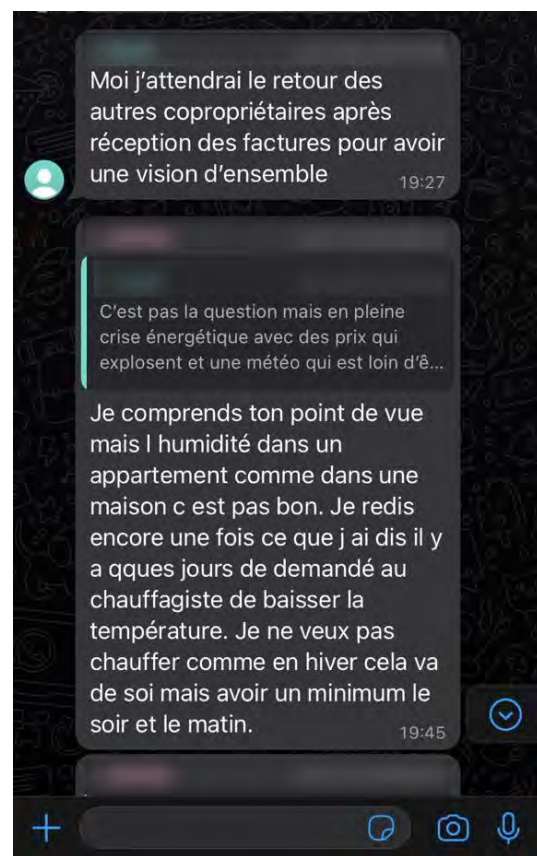 Moi j’attendrai le retour des
autres copropriétaires après
réception des factures pour avoir
une vision d’ensemble
19:27
C’est pas la question mais en pleine
crise énergétique avec des prix qui
explosent et une météo qui est loin d’ê...
Je comprends ton point de vue
mais l humidité dans un
appartement comme dans une
maison c est pas bon. Je redis
encore une fois ce que j ai dis il y
a qques jours de demandé au
chauffagiste de baisser la
température. Je ne veux pas
chauffer comme en hiver cela va
de soi mais avoir un minimum le
soir et le matin.
19:45